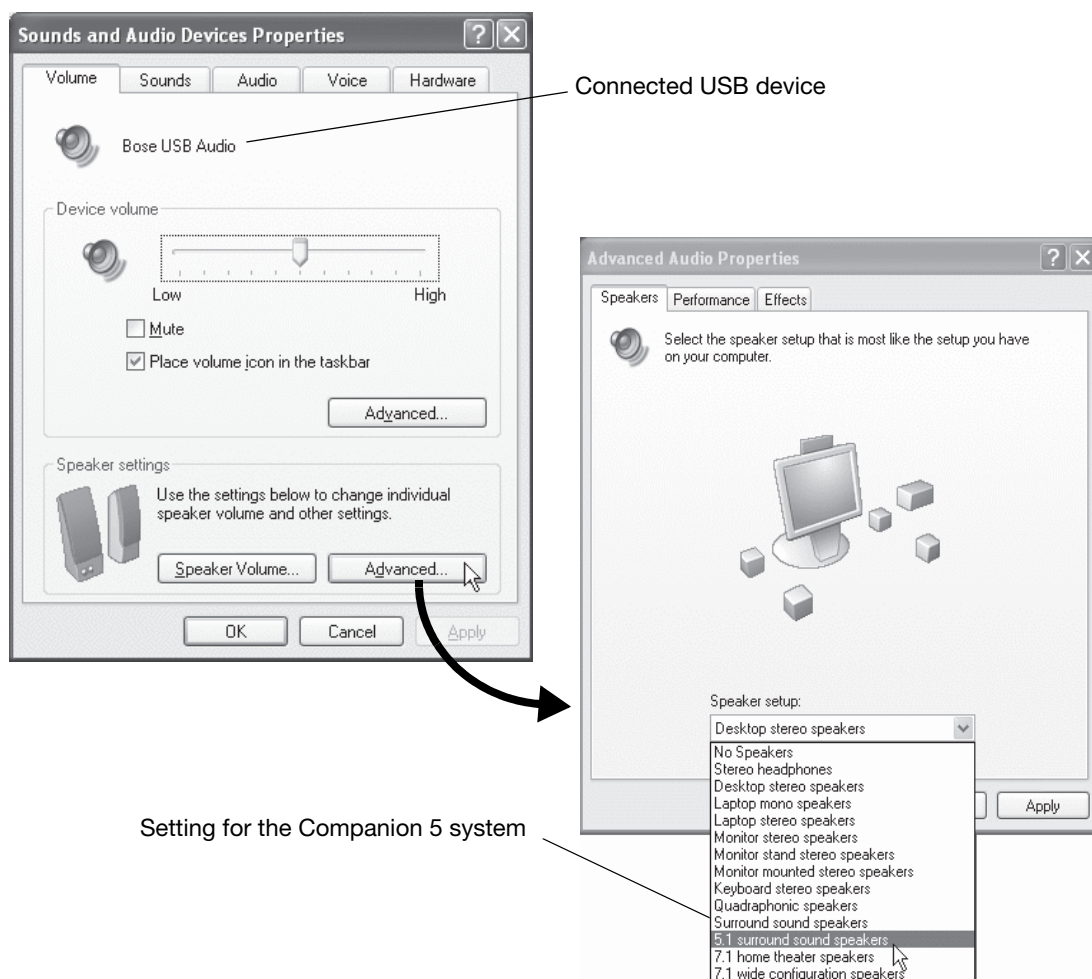 Sounds and Audio Devices Properties
Volume
Sounds
Audio
Voice
Hardware
Connected USB device
Bose USB Audio
Device volume
Low
High
Mute
Place volume icon in the taskbar
Advanced...
Speaker settings
Use the settings below to change individual
speaker volume and other settings.
Speaker Volume...
Advanced...
OK
Cancel
Apply
Advanced Audio Properties
Speakers
Performance
Effects
Select the speaker setup that is most like the setup you have
on your computer.
Speaker setup:
Desktop stereo speakers
No Speakers
Stereo headphones
Desktop stereo speakers
Laptop mono speakers
Laptop stereo speakers
Monitor stereo speakers
Monitor stand stereo speakers
Monitor mounted stereo speakers
Keyboard stereo speakers
Quadraphonic speakers
Surround sound speakers
5.1 surround sound speakers
7.1 home theater speakers
7.1 wide configuration speakers
Apply
Setting for the Companion 5 system